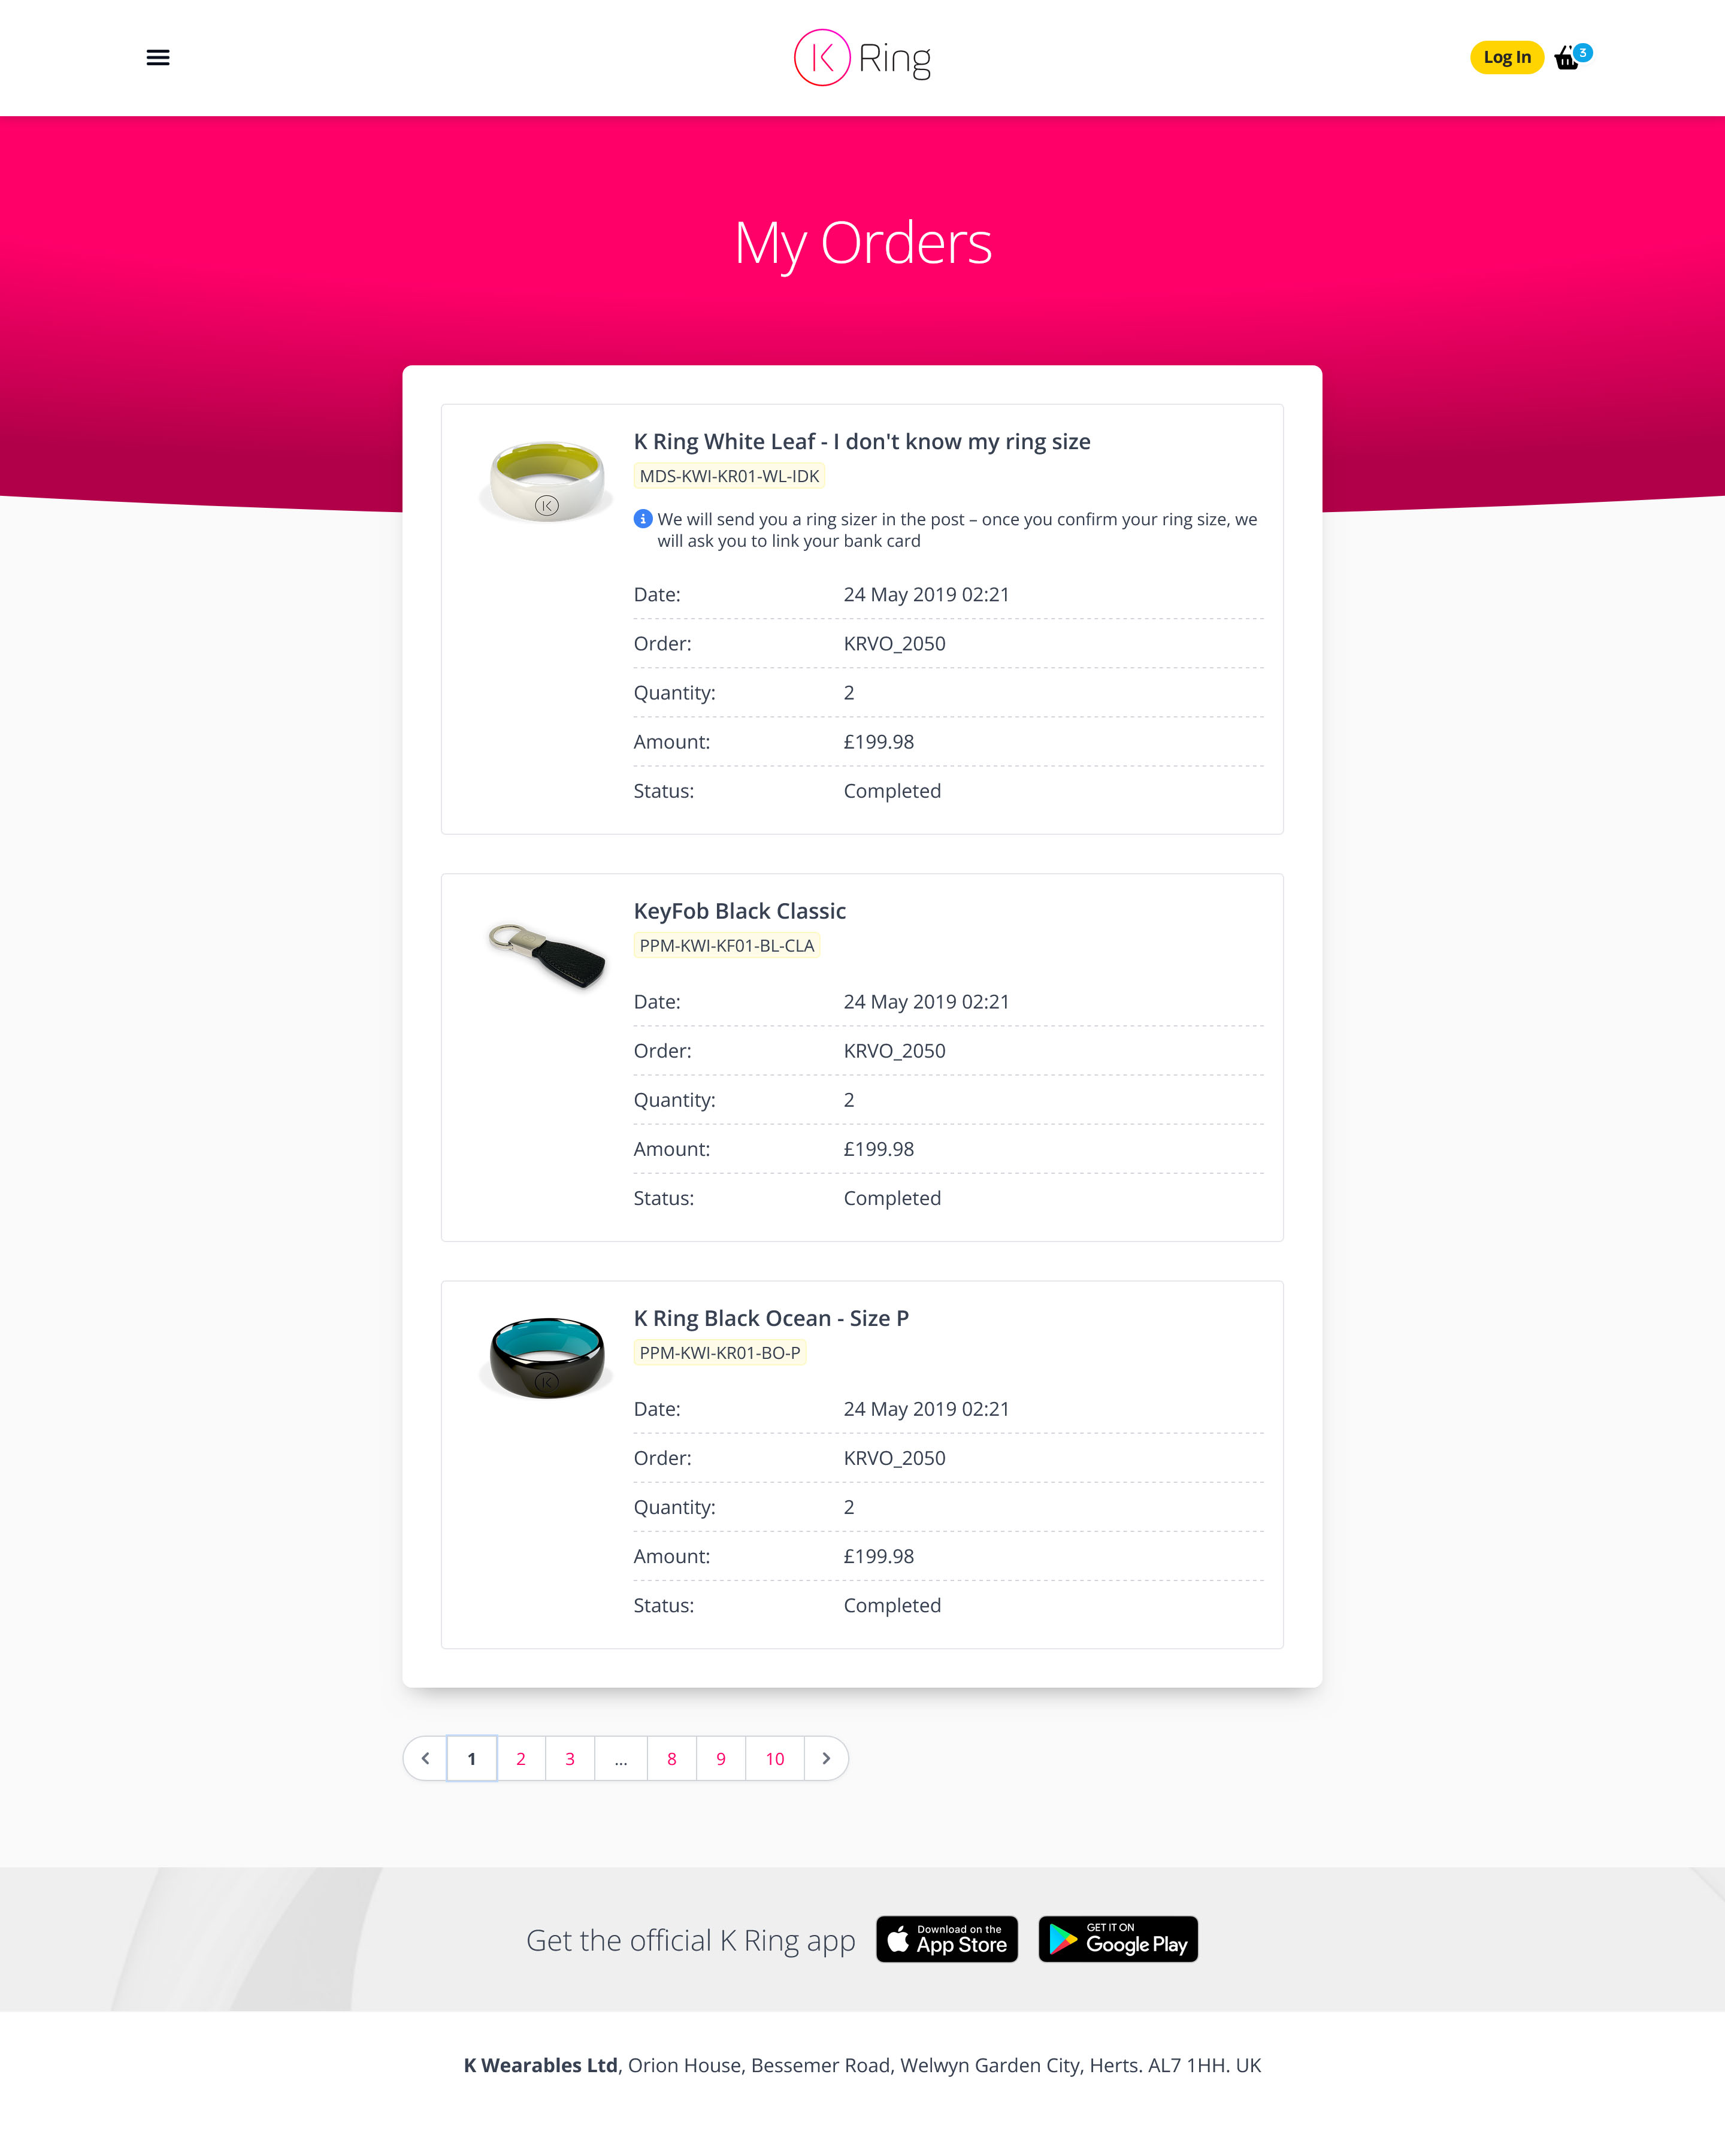 K Ring
Log In
3
My Orders
K Ring White Leaf - I don't know my ring size
MDS-KWI-KR01-WL-IDK
We will send you a ring sizer in the post – once you confirm your ring size, we
will ask you to link your bank card
Date: 24 May 2019 02:21
Order: KRVO_2050
Quantity: 2
Amount: £199.98
Status: Completed
KeyFob Black Classic
PPM-KWI-KF01-BL-CLA
Date: 24 May 2019 02:21
Order: KRVO_2050
Quantity: 2
Amount: £199.98
Status: Completed
K Ring Black Ocean - Size P
PPM-KWI-KR01-BO-P
Date: 24 May 2019 02:21
Order: KRVO_2050
Quantity: 2
Amount: £199.98
Status: Completed
1 2 3 ... 8 9 10
Get the official K Ring app
Download on the
App Store
GET IT ON
Google Play
K Wearables Ltd, Orion House, Bessemer Road, Welwyn Garden City, Herts. AL7 1HH. UK